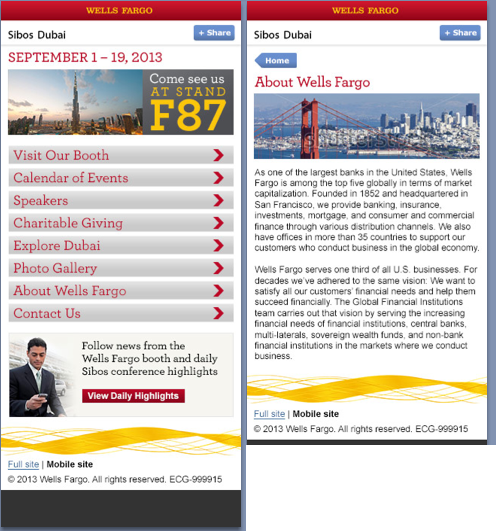 WELLS FARGO
Sibos Dubai
+ Share
SEPTEMBER 1 – 19, 2013
Come see us
AT STAND
F87
Visit Our Booth
Calendar of Events
Speakers
Charitable Giving
Explore Dubai
Photo Gallery
About Wells Fargo
Contact Us
Follow news from the
Wells Fargo booth and daily
Sibos conference highlights
View Daily Highlights
Full site | Mobile site
© 2013 Wells Fargo. All rights reserved. ECG-999915
WELLS FARGO
Sibos Dubai
+ Share
Home
About Wells Fargo
As one of the largest banks in the United States, Wells
Fargo is among the top five globally in terms of market
capitalization. Founded in 1852 and headquartered in
San Francisco, we provide banking, insurance,
investments, mortgage, and consumer and commercial
finance through various distribution channels. We also
have offices in more than 35 countries to support our
customers who conduct business in the global economy.
Wells Fargo serves one third of all U.S. businesses. For
decades we've adhered to the same vision: We want to
satisfy all our customers' financial needs and help them
succeed financially. The Global Financial Institutions
team carries out that vision by serving the increasing
financial needs of financial institutions, central banks,
multi-laterals, sovereign wealth funds, and non-bank
financial institutions in the markets where we conduct
business.
Full site | Mobile site
© 2013 Wells Fargo. All rights reserved. ECG-999915